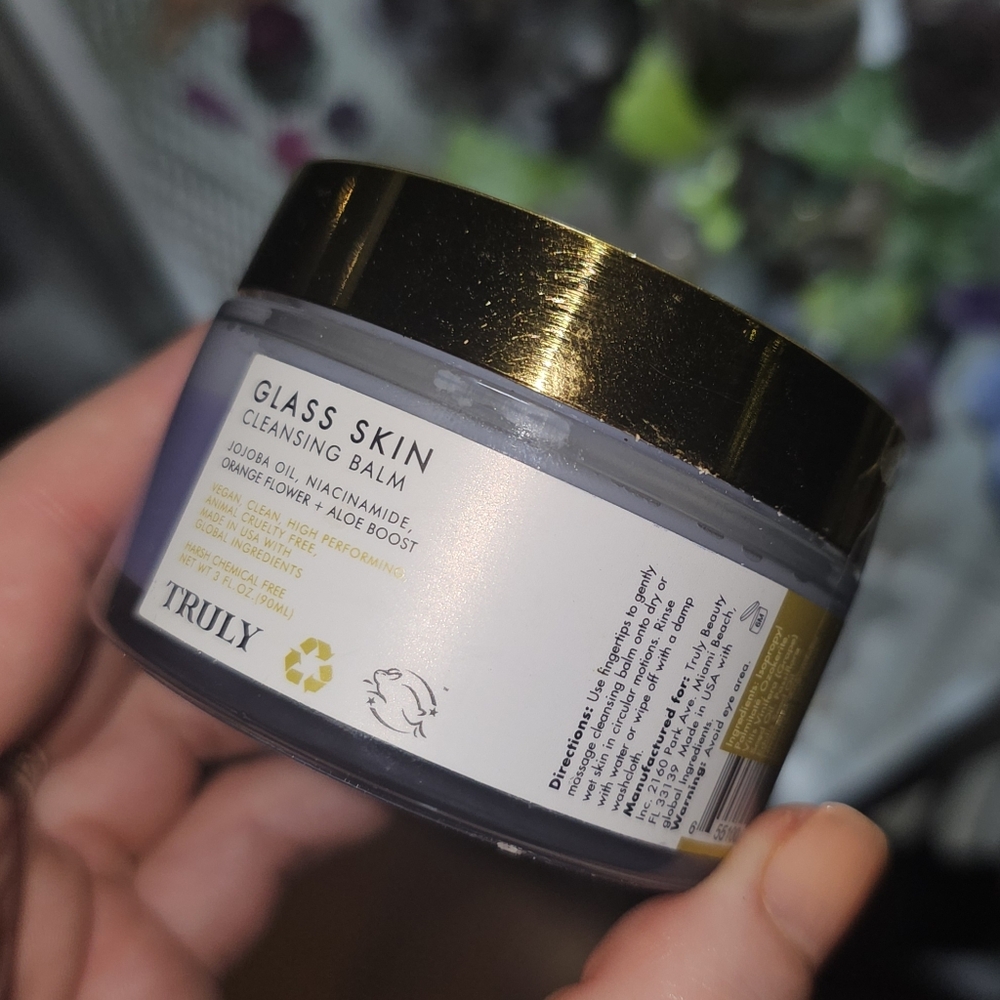 GLASS SKIN
CLEANSING BALM
JOJOBA OIL, NIACINAMIDE,
ORANGE FLOWER + ALOE BOOST
VEGAN, CLEAN, HIGH PERFORMING,
ANIMAL CRUELTY FREE,
MADE IN USA WITH
GLOBAL INGREDIENTS
HARSH CHEMICAL FREE
NET WT 3 FL.OZ.(90ML)
TRULY
Directions: Use fingertips to gently
massage cleansing balm onto dry or
wet skin in circular motions. Rinse
with water or wipe off with a damp
washcloth.
Manufactured for: Truly Beauty
Inc. 2160 Park Ave, Miami Beach,
FL 33139 Made in USA with
global Ingredients.
Warning: Avoid eye area.
6M
Ingredients: Isopropyl